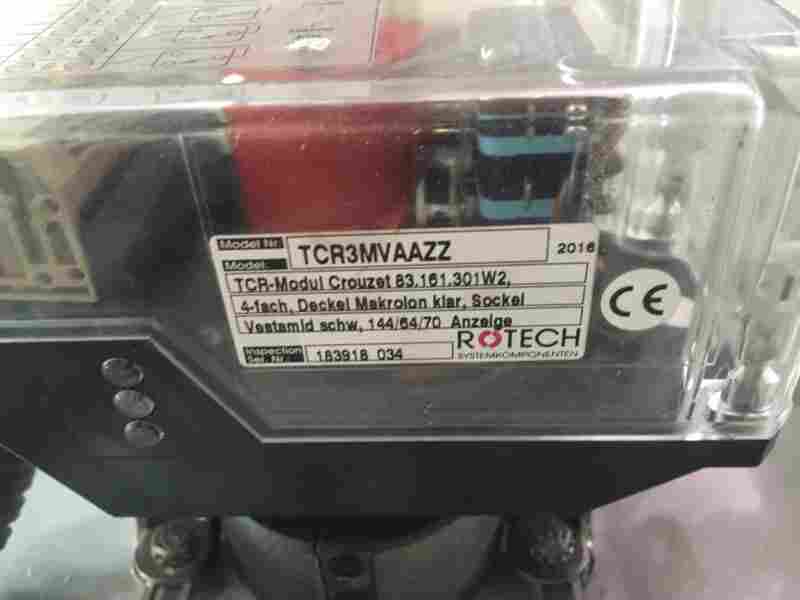 Model Nr. TCR3MVAAZZ 2016
Model: TCR-Modul Crouzet 83.161.301W2,
4-fach, Deckel Makrolon klar, Sockel
Vestamid schw, 144/64/70 Anzeige
Inspection Ser. Nr. 183918 034
ROTECH
SYSTEMKOMPONENTEN
CE